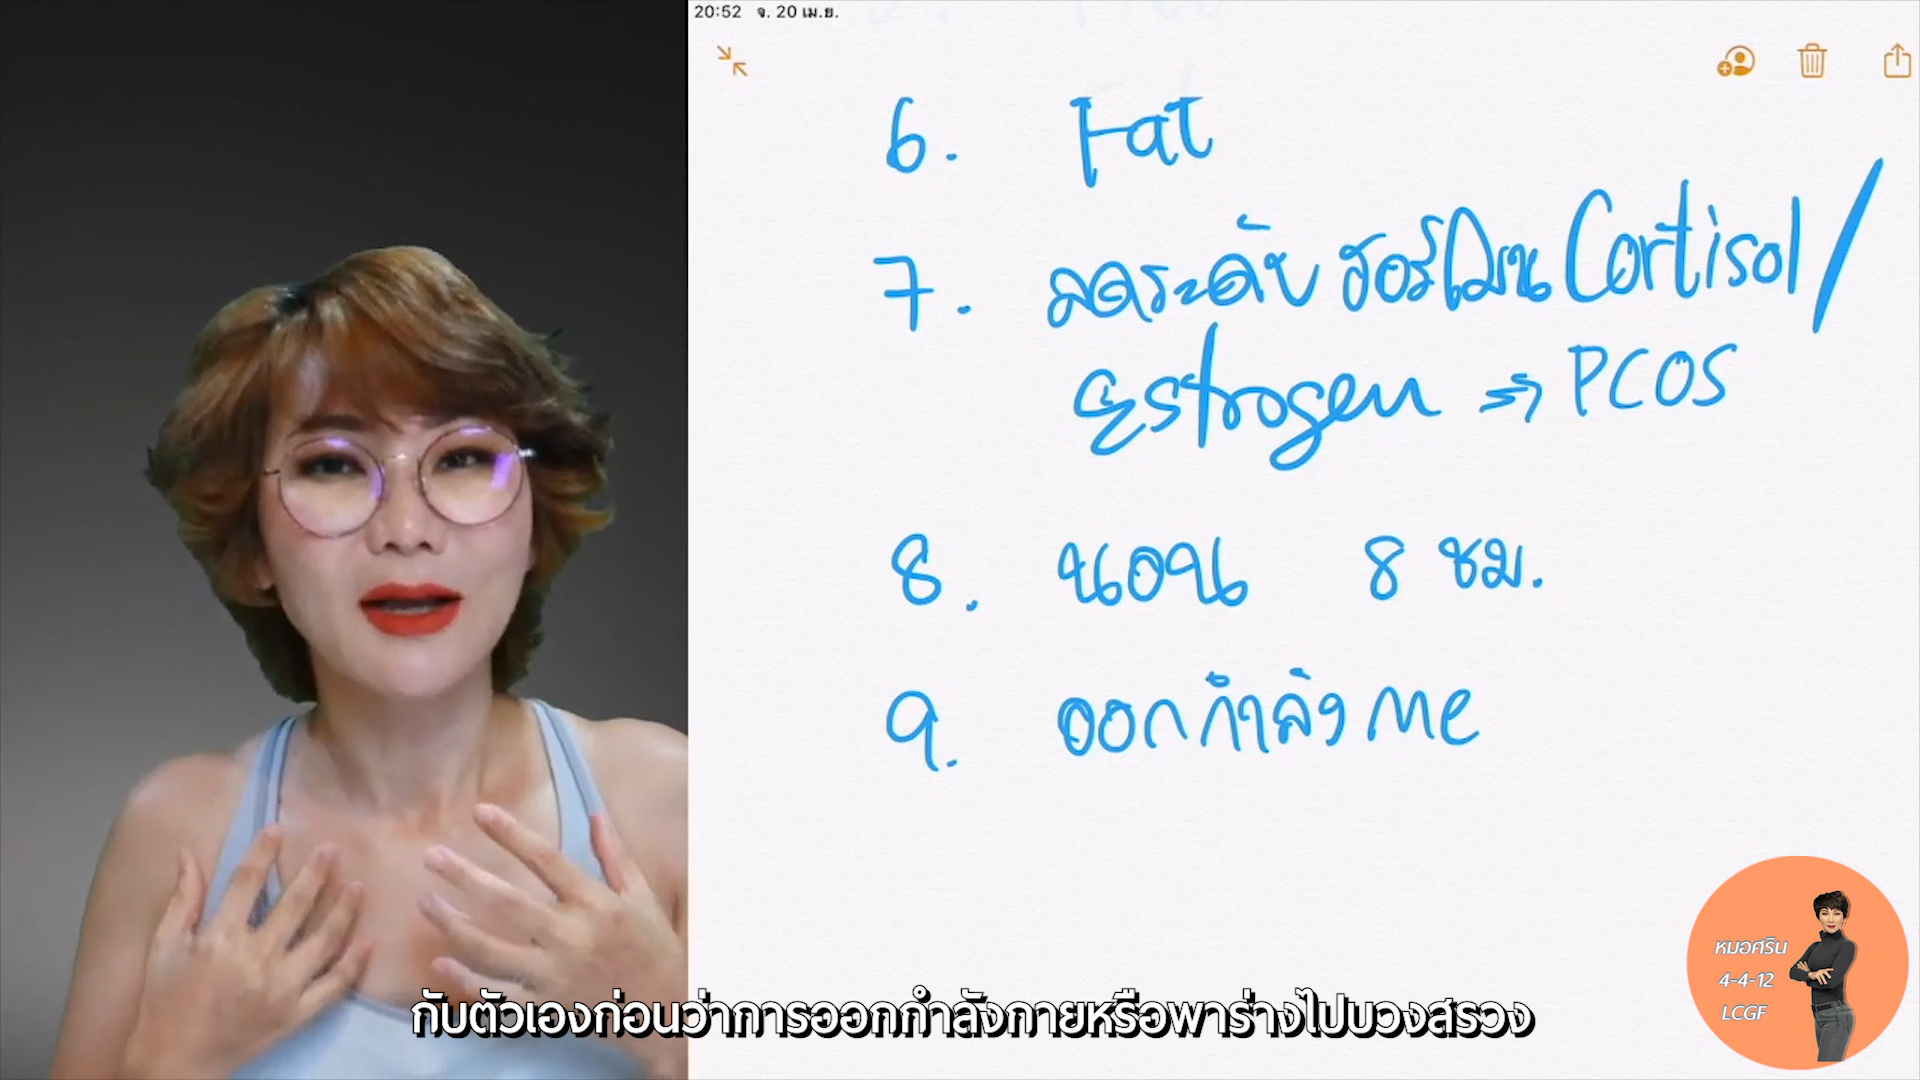 20:52 จ. 20 เม.ย.
6. Fat
7. ลดระดับ ฮอร์โมน Cortisol /
Estrogen => PCOS
8. นอน 8 ชม.
9. ออกกำลังกาย
หมอศริน
4-4-12
LCGF
กับตัวเองก่อนว่าการออกกำลังกายหรือพาร่างไปบวงสรวง